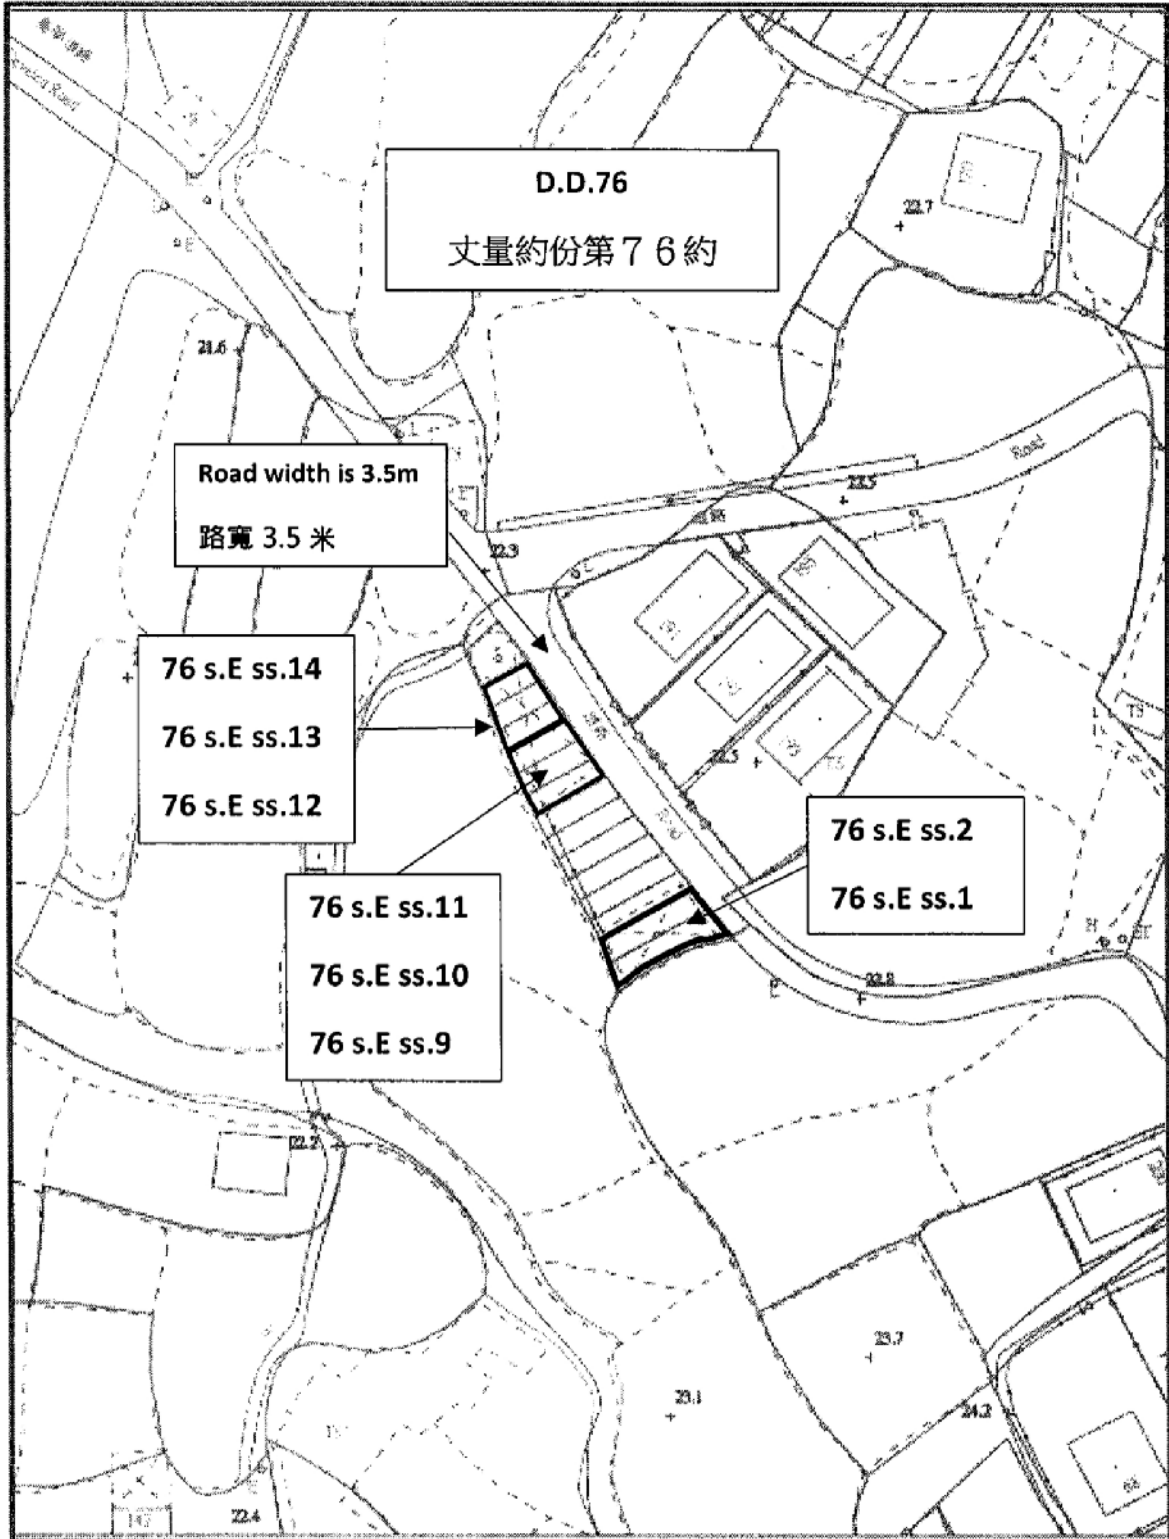 D.D.76
丈量約份第76約
22.7
21.6
Road width is 3.5m
路寬 3.5 米
Road
22.5
22.3
76 s.E ss.14
76 s.E ss.13
76 s.E ss.12
22.5
76 s.E ss.2
76 s.E ss.1
76 s.E ss.11
76 s.E ss.10
76 s.E ss.9
22.8
22.2
23.7
23.1
24.2
22.4